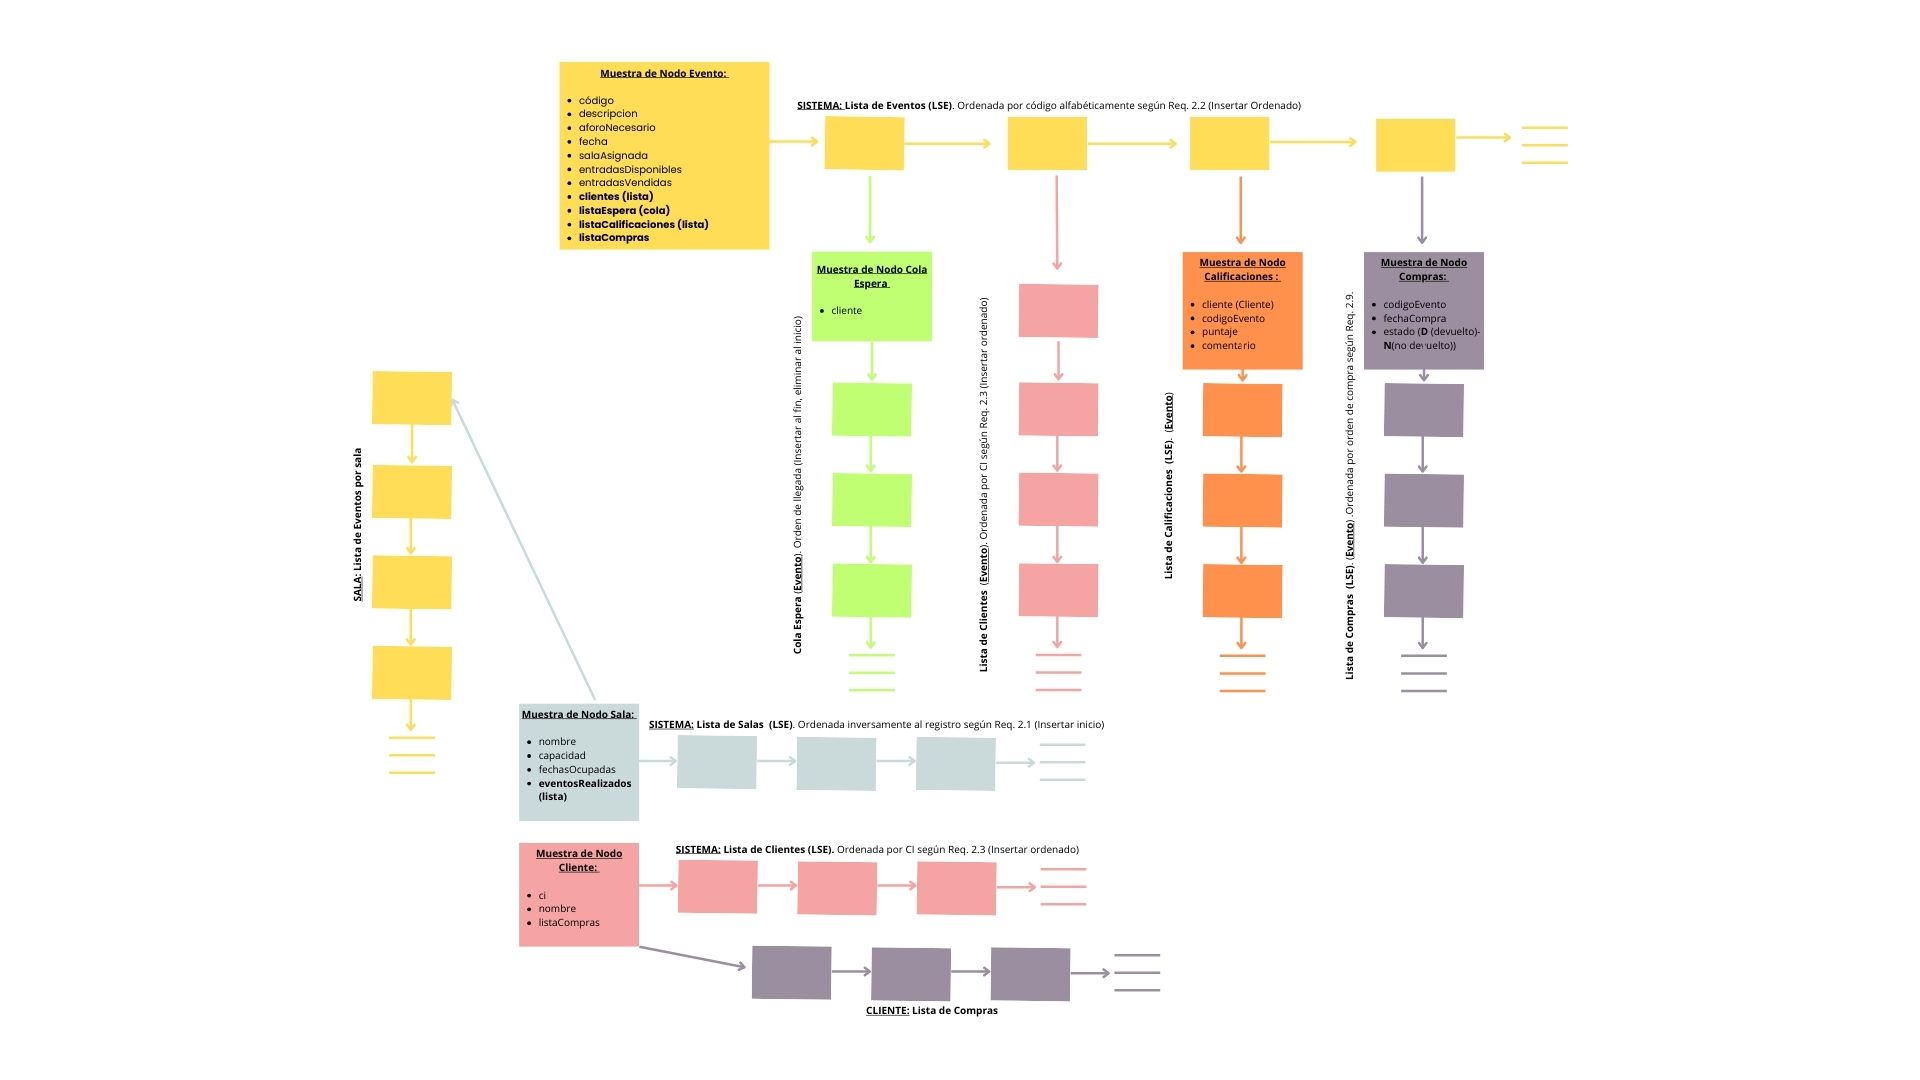 Muestra de Nodo Evento:
código
descripcion
aforoNecesario
fecha
salaAsignada
entradasDisponibles
entradasVendidas
clientes (lista)
listaEspera (cola)
listaCalificaciones (lista)
listaCompras
SISTEMA: Lista de Eventos (LSE). Ordenada por código alfabéticamente según Req. 2.2 (Insertar Ordenado)
Muestra de Nodo Cola
Espera
cliente
Cola Espera (Evento). Orden de llegada (Insertar al fin, eliminar al inicio)
Lista de Clientes (Evento). Ordenada por CI según Req. 2.3 (Insertar ordenado)
Muestra de Nodo
Calificaciones :
cliente (Cliente)
codigoEvento
puntaje
comentario
Lista de Calificaciones (LSE). (Evento)
Muestra de Nodo
Compras:
codigoEvento
fechaCompra
estado (D (devuelto)-
N(no devuelto))
Lista de Compras (LSE). (Evento) .Ordenada por orden de compra según Req. 2.9.
SALA: Lista de Eventos por sala
Muestra de Nodo Sala:
nombre
capacidad
fechasOcupadas
eventosRealizados
(lista)
SISTEMA: Lista de Salas (LSE). Ordenada inversamente al registro según Req. 2.1 (Insertar inicio)
Muestra de Nodo
Cliente:
ci
nombre
listaCompras
SISTEMA: Lista de Clientes (LSE). Ordenada por CI según Req. 2.3 (Insertar ordenado)
CLIENTE: Lista de Compras